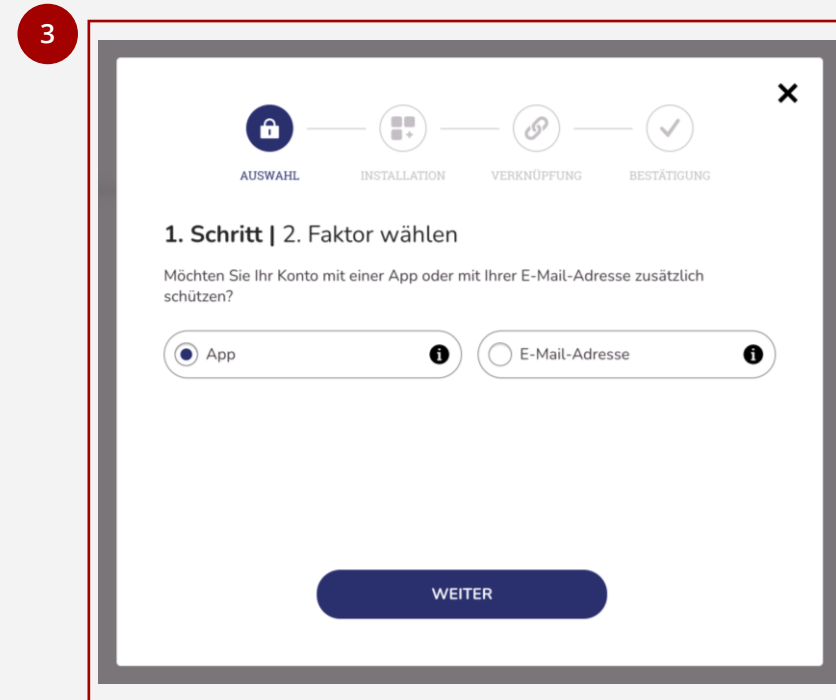 3
AUSWAHL INSTALLATION VERKNÜPFUNG BESTÄTIGUNG
1. Schritt | 2. Faktor wählen
Möchten Sie Ihr Konto mit einer App oder mit Ihrer E-Mail-Adresse zusätzlich
schützen?
App E-Mail-Adresse
WEITER